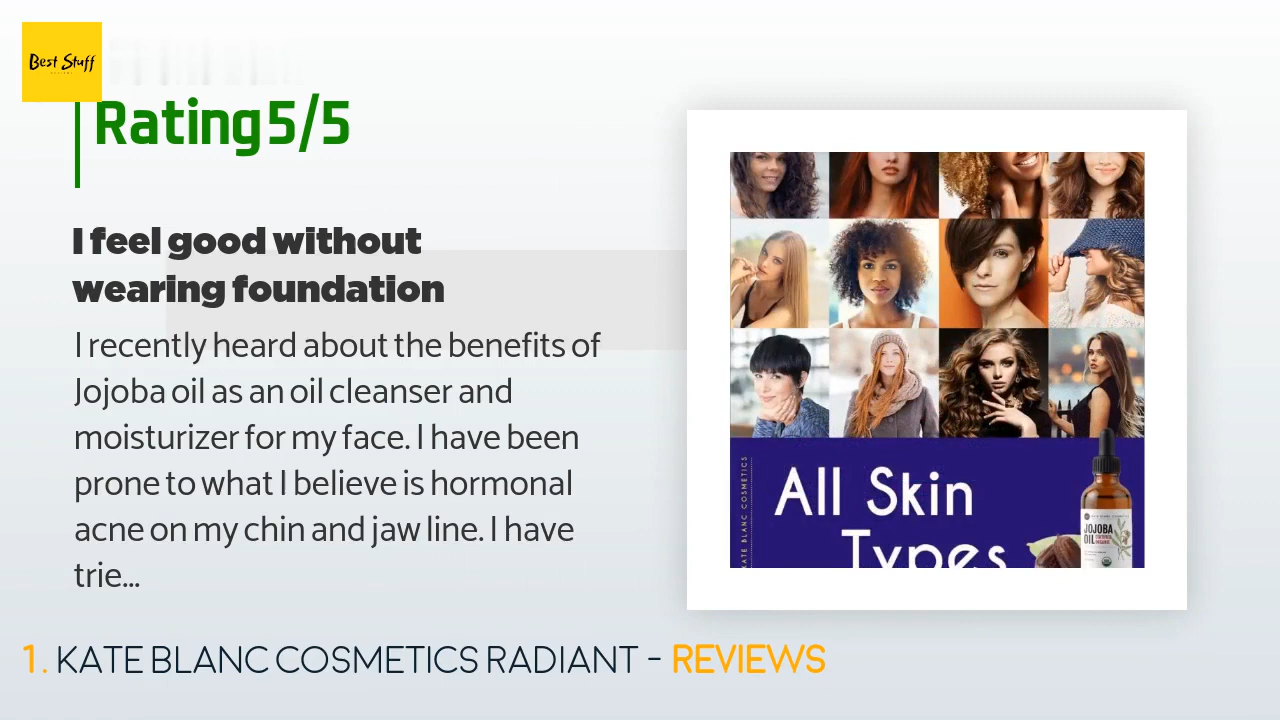 Best Stuff
Rating 5/5
I feel good without
wearing foundation
I recently heard about the benefits of
Jojoba oil as an oil cleanser and
moisturizer for my face. I have been
prone to what I believe is hormonal
acne on my chin and jaw line. I have
trie...
KATE BLANC COSMETICS
All Skin
Types
JOJOBA
OIL
1. KATE BLANC COSMETICS RADIANT - REVIEWS